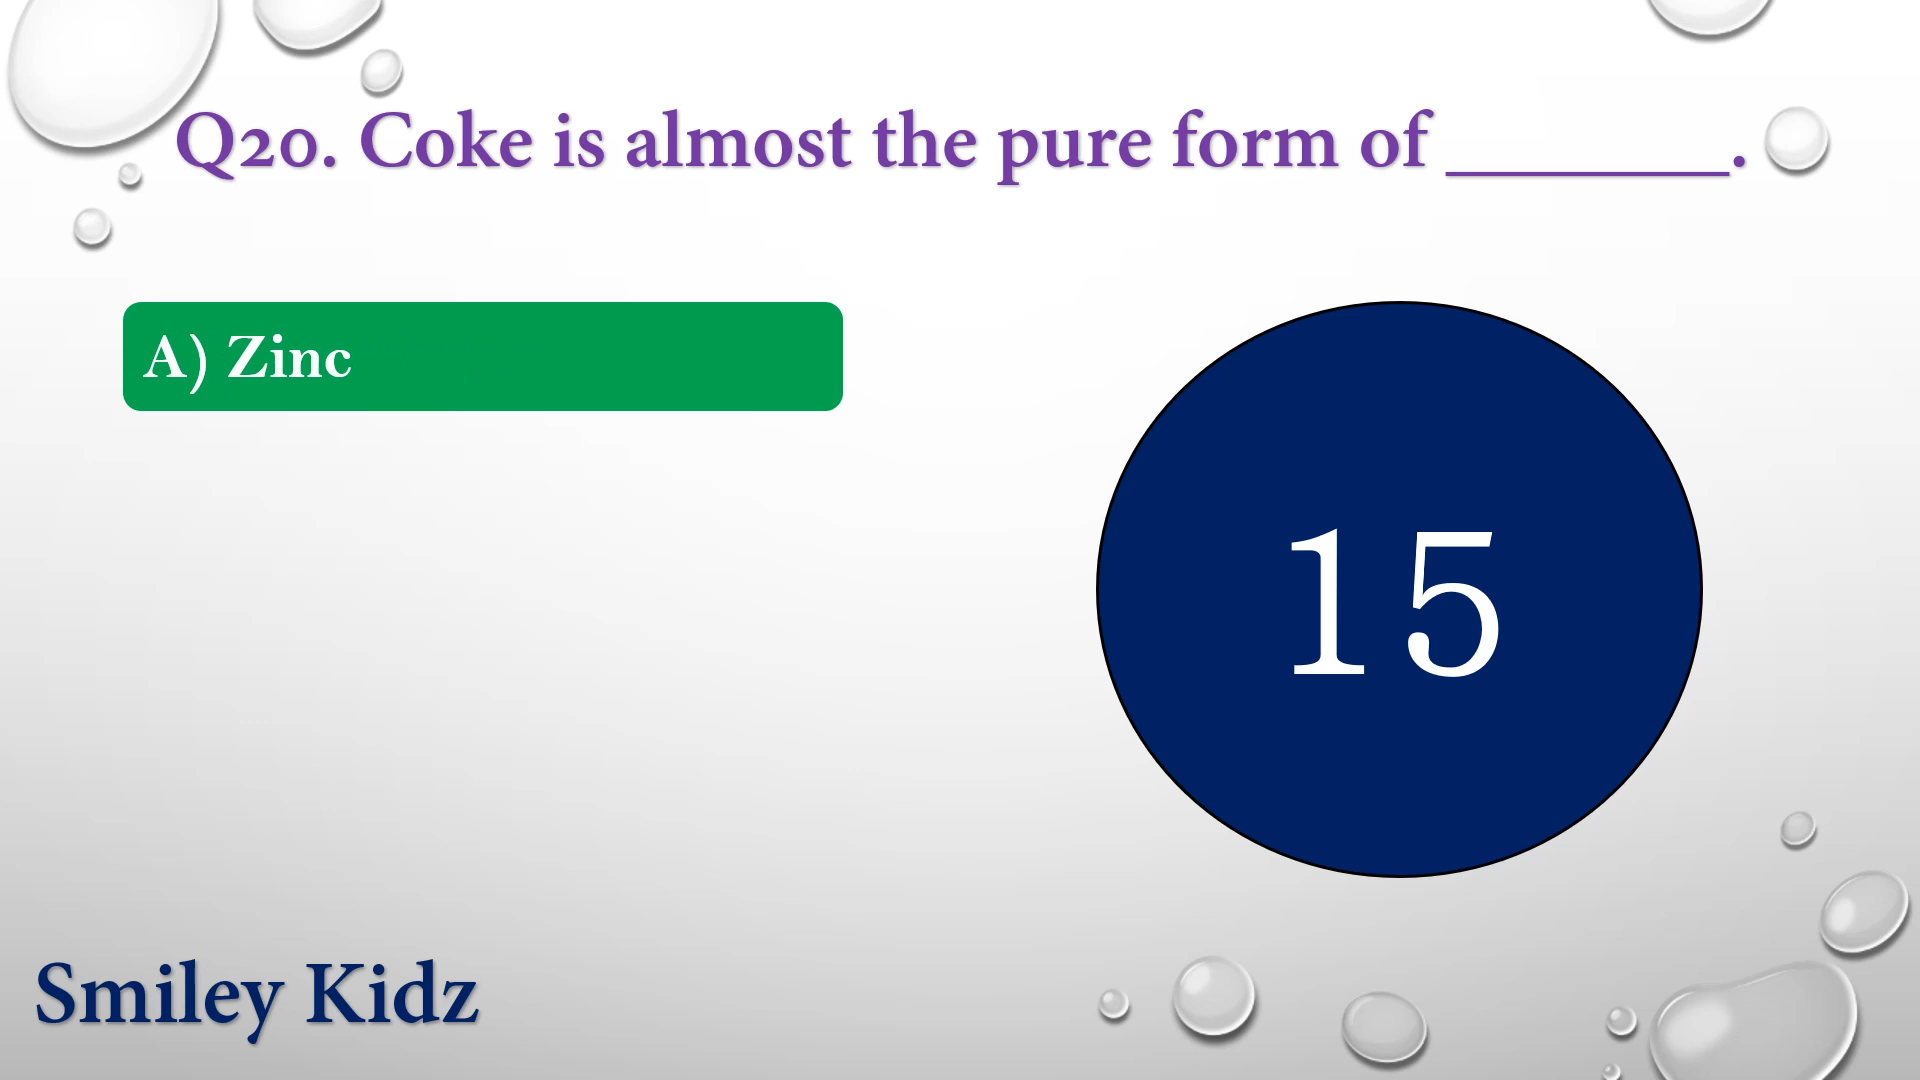 Q20. Coke is almost the pure form of ________.
A) Zinc
15
Smiley Kidz